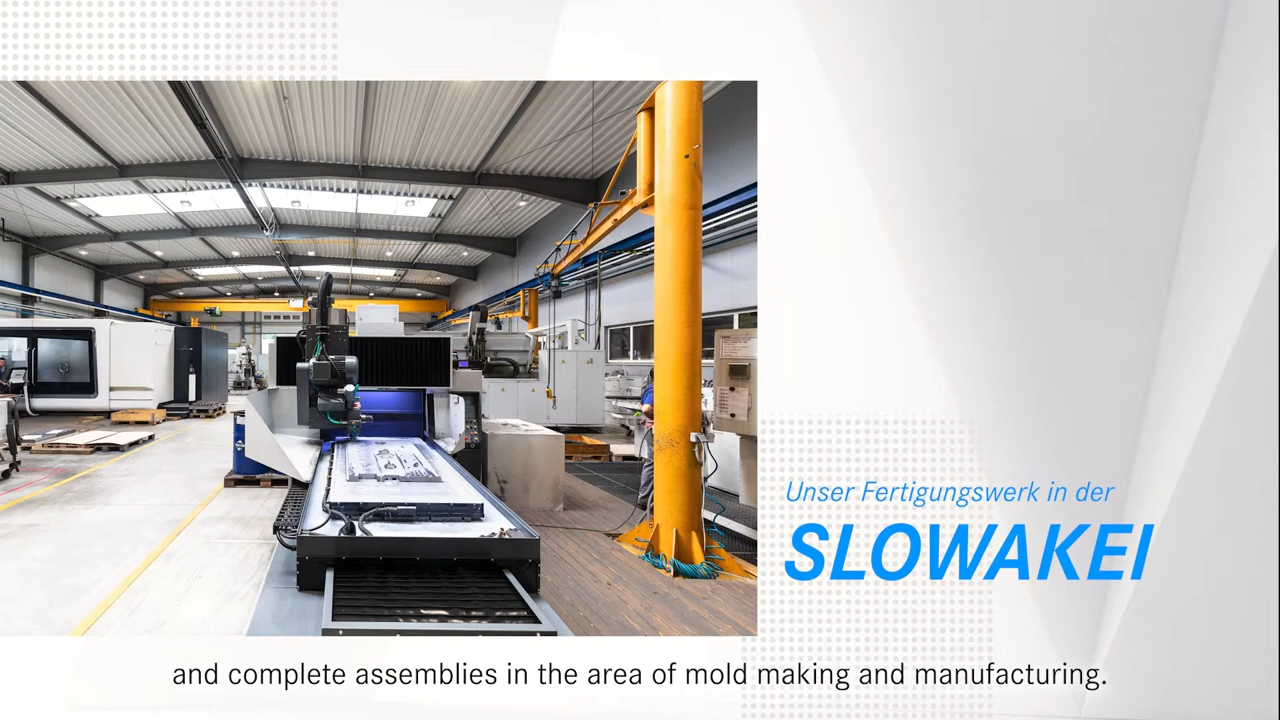 Unser Fertigungswerk in der
SLOWAKEI
and complete assemblies in the area of mold making and manufacturing.